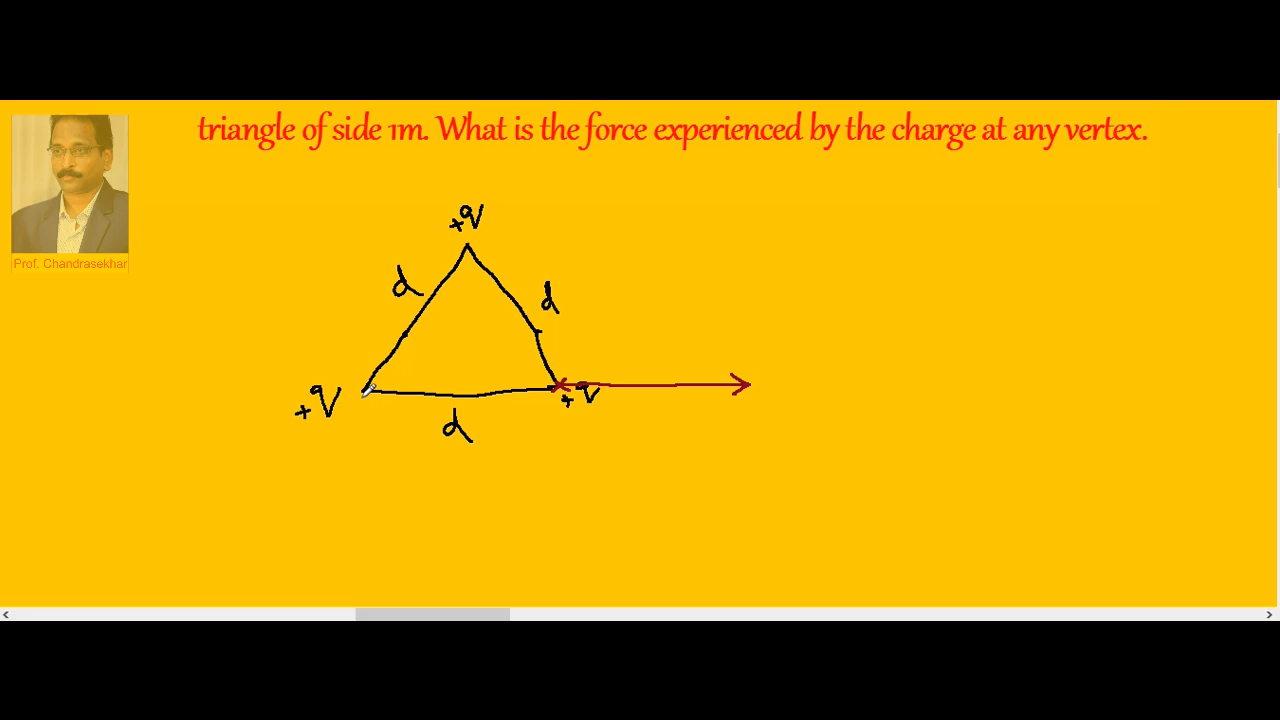 triangle of side 1m. What is the force experienced by the charge at any vertex.
Prof. Chandrasekhar
+q
d
d
+q
+q
d